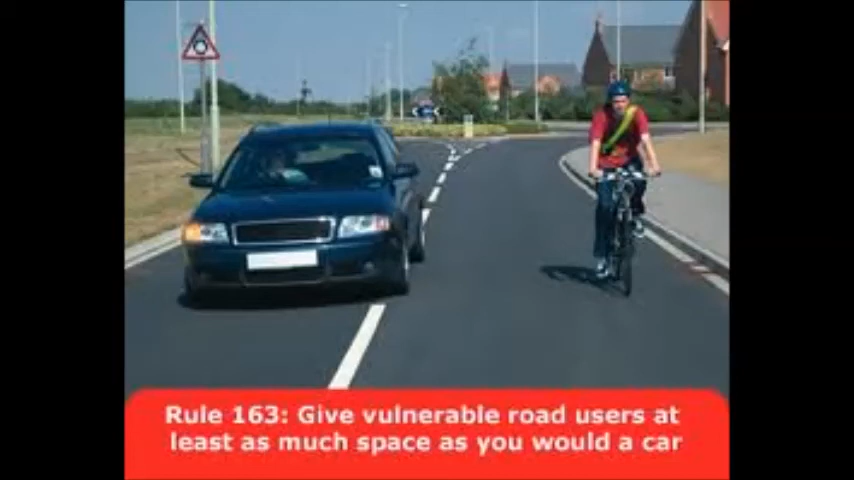 Rule 163: Give vulnerable road users at
least as much space as you would a car